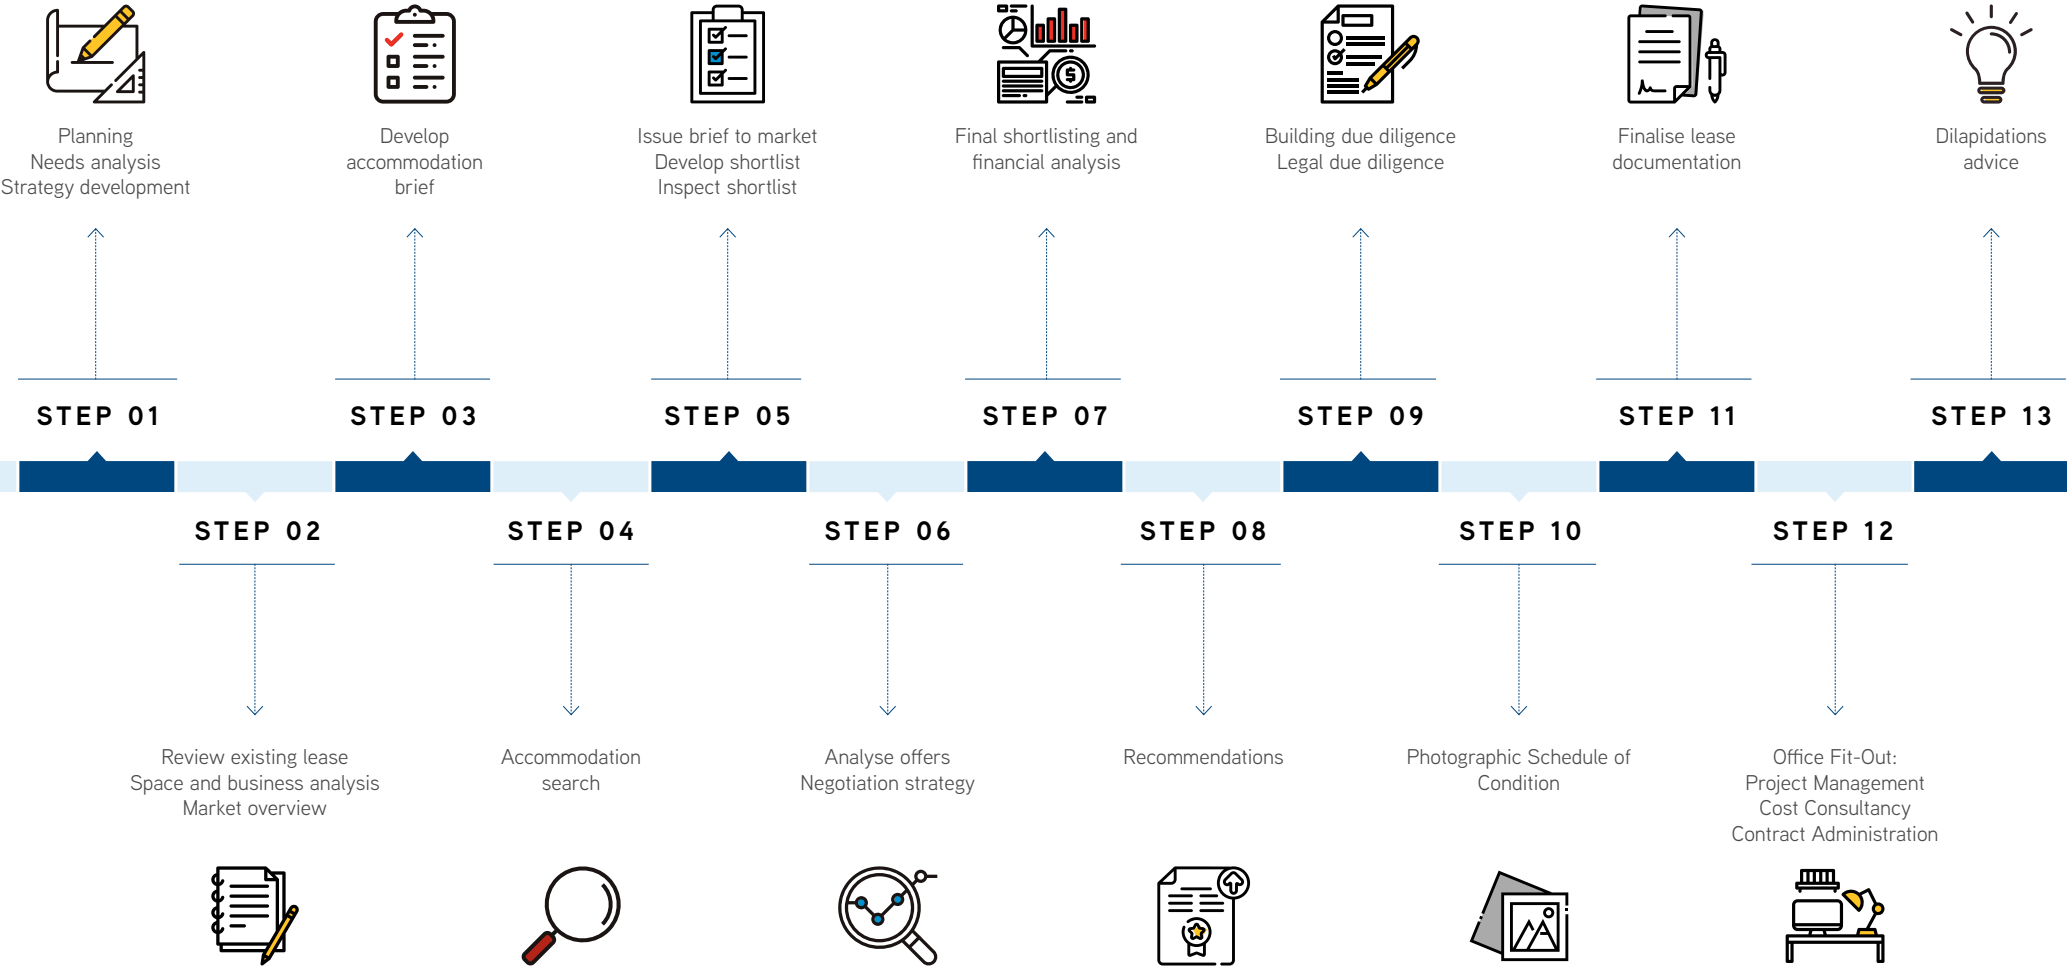 Planning
Needs analysis
Strategy development
Develop
accommodation
brief
Issue brief to market
Develop shortlist
Inspect shortlist
Final shortlisting and
financial analysis
Building due diligence
Legal due diligence
Finalise lease
documentation
Dilapidations
advice
STEP 01
STEP 03
STEP 05
STEP 07
STEP 09
STEP 11
STEP 13
STEP 02
STEP 04
STEP 06
STEP 08
STEP 10
STEP 12
Review existing lease
Space and business analysis
Market overview
Accommodation
search
Analyse offers
Negotiation strategy
Recommendations
Photographic Schedule of
Condition
Office Fit-Out:
Project Management
Cost Consultancy
Contract Administration